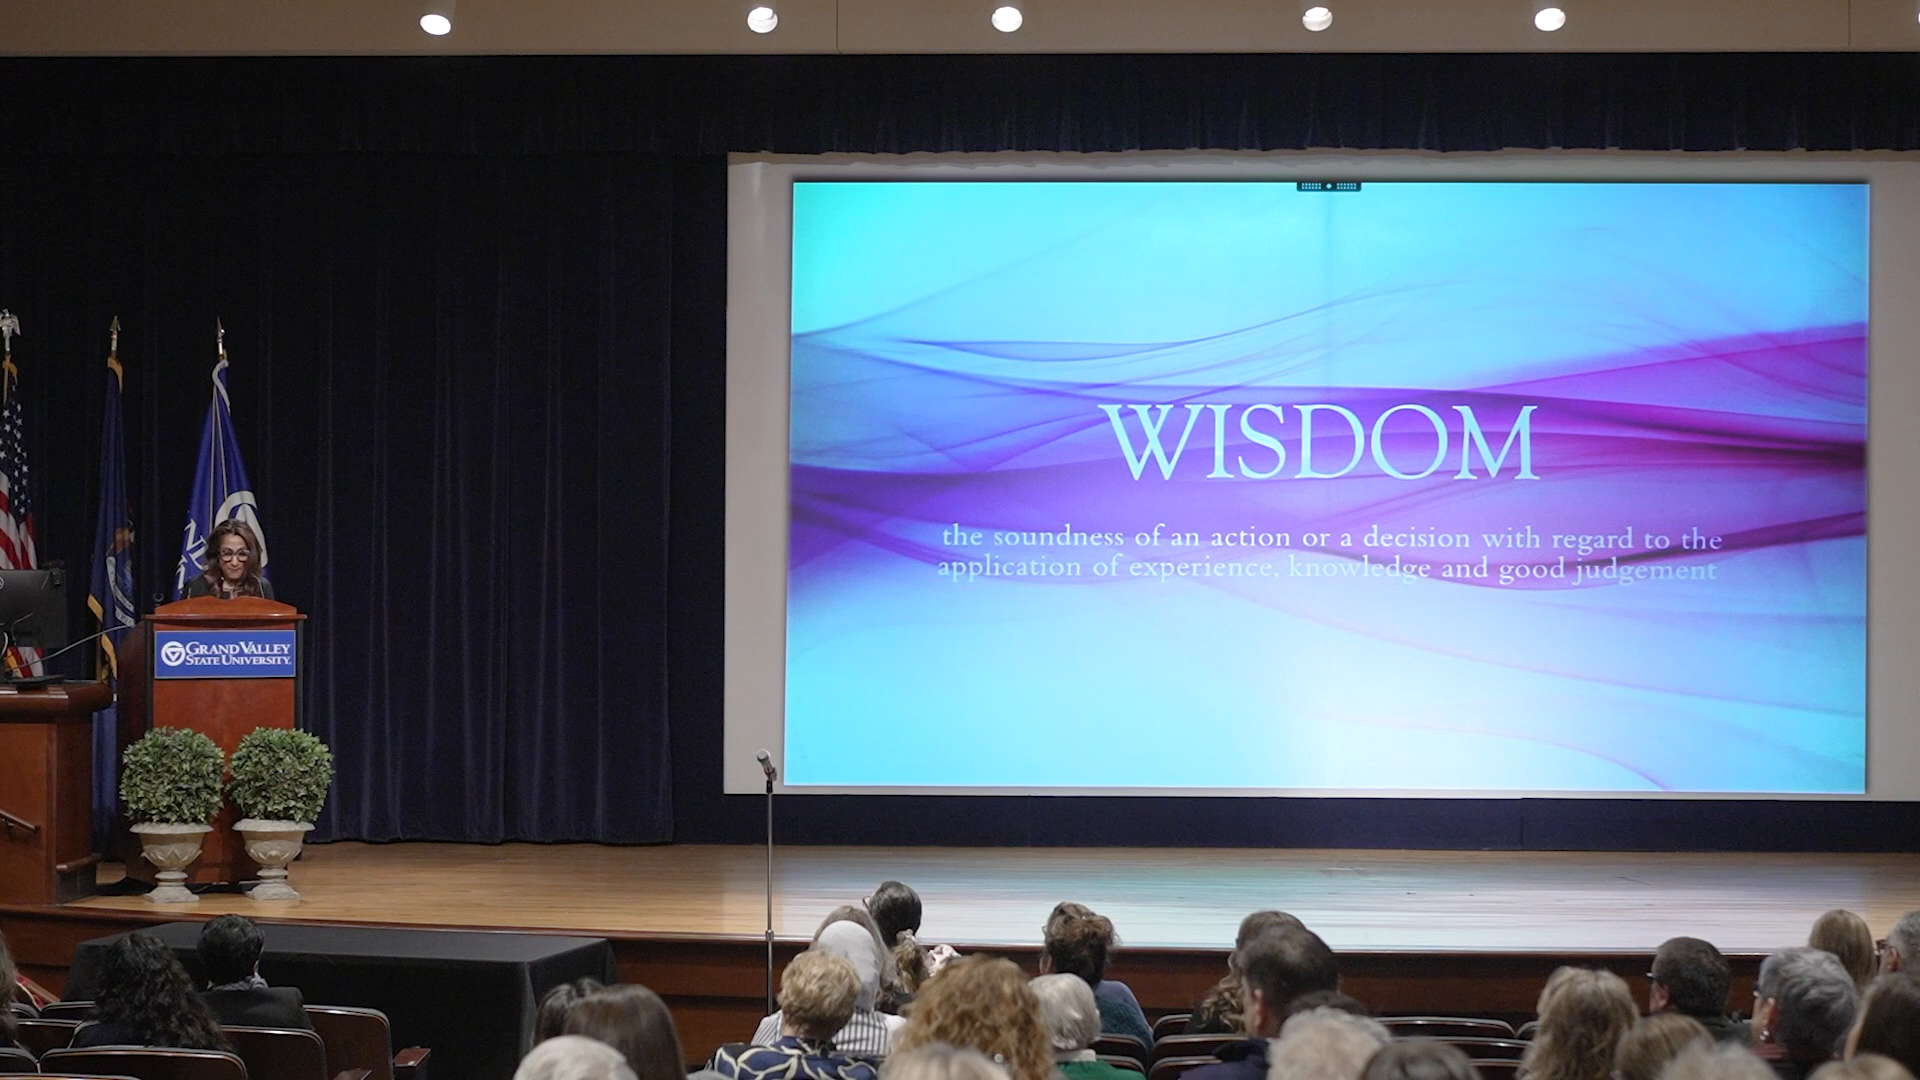 WISDOM
the soundness of an action or a decision with regard to the
application of experience, knowledge and good judgement
GRAND VALLEY
STATE UNIVERSITY.